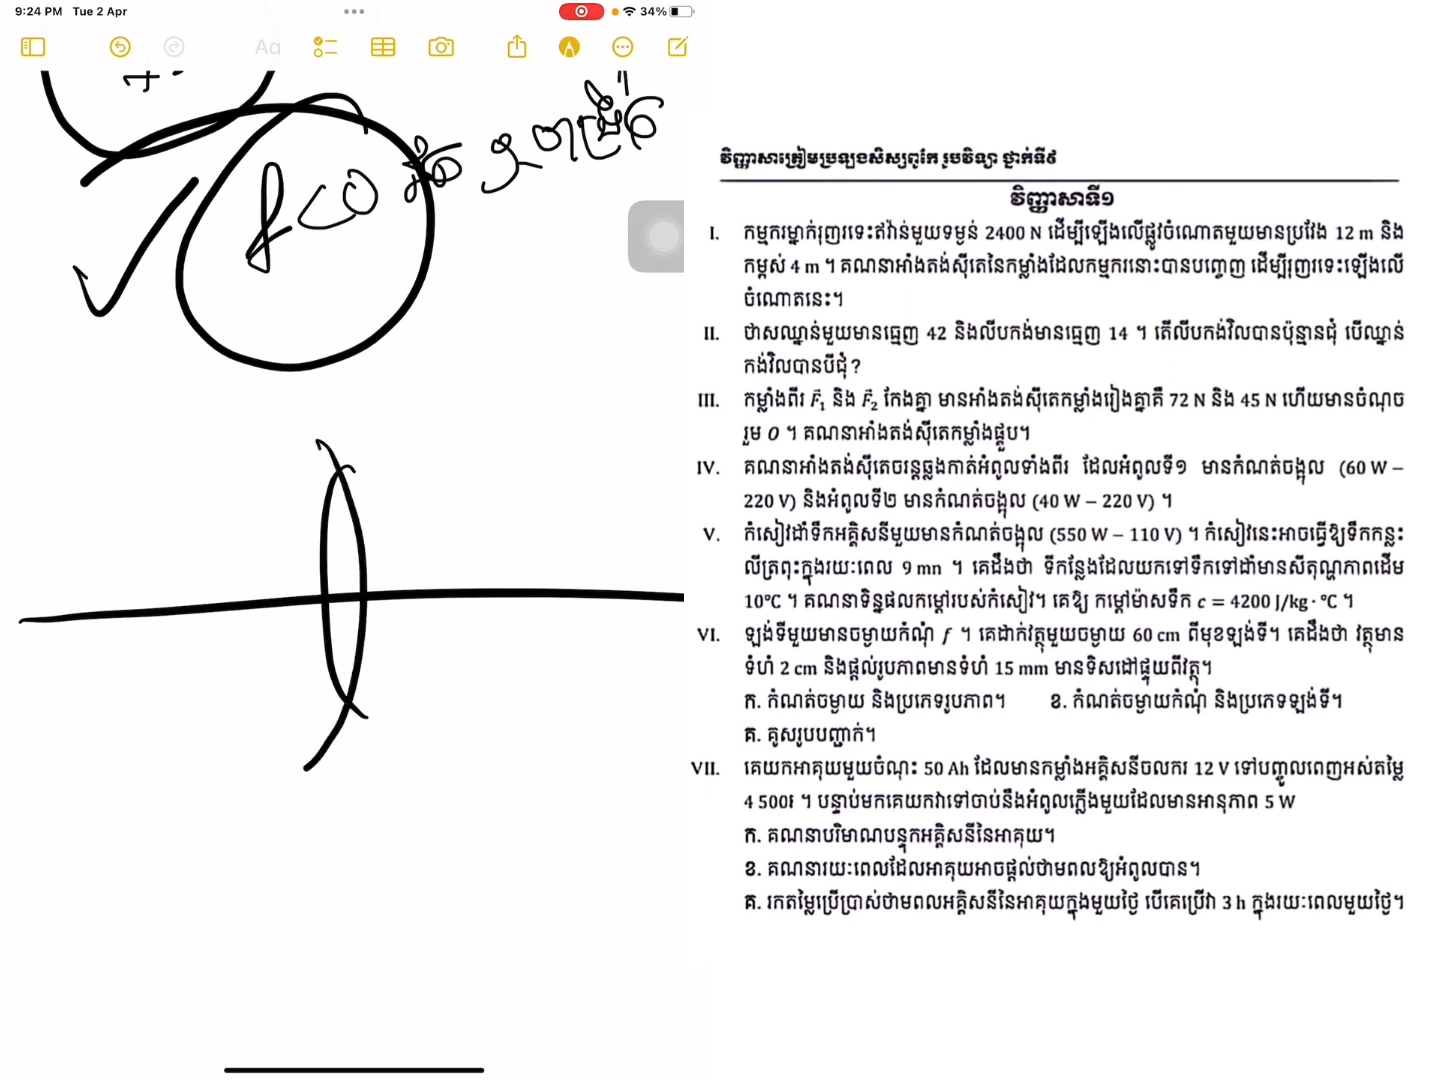 9:24 PM Tue 2 Apr
34%
Aa
f < 0
វិញ្ញាសាត្រៀមប្រឡងសិស្សពូកែ រូបវិទ្យា ថ្នាក់ទី៩
វិញ្ញាសាទី១
I. កម្មករម្នាក់រុញរទេះឥវ៉ាន់មួយទម្ងន់ 2400 N ដើម្បីឡើងលើផ្លូវចំណោតមួយមានប្រវែង 12 m និង
កម្ពស់ 4 m ។ គណនាអាំងតង់ស៊ីតេនៃកម្លាំងដែលកម្មករនោះបានបញ្ចេញ ដើម្បីរុញរទេះឡើងលើ
ចំណោតនេះ។
II. ថាសឈ្នាន់មួយមានធ្មេញ 42 និងលីបកង់មានធ្មេញ 14 ។ តើលីបកង់វិលបានប៉ុន្មានជុំ បើឈ្នាន់
កង់វិលបានបីជុំ?
III. កម្លាំងពីរ F⃗₁ និង F⃗₂ កែងគ្នា មានអាំងតង់ស៊ីតេកម្លាំងរៀងគ្នាគឺ 72 N និង 45 N ហើយមានចំណុច
រួម O ។ គណនាអាំងតង់ស៊ីតេកម្លាំងផ្គួប។
IV. គណនាអាំងតង់ស៊ីតេចរន្តឆ្លងកាត់អំពូលទាំងពីរ ដែលអំពូលទី១ មានកំណត់ចង្អុល (60 W –
220 V) និងអំពូលទី២ មានកំណត់ចង្អុល (40 W – 220 V) ។
V. កំសៀវដាំទឹកអគ្គិសនីមួយមានកំណត់ចង្អុល (550 W – 110 V) ។ កំសៀវនេះអាចធ្វើឱ្យទឹកកន្លះ
លីត្រពុះក្នុងរយៈពេល 9 mn ។ គេដឹងថា ទឹកកន្លែងដែលយកទៅទឹកទៅដាំមានសីតុណ្ហភាពដើម
10°C ។ គណនាទិន្នផលកម្ដៅរបស់កំសៀវ។ គេឱ្យ កម្ដៅម៉ាសទឹក c = 4200 J/kg · °C ។
VI. ឡង់ទីមួយមានចម្ងាយកំណុំ f ។ គេដាក់វត្ថុមួយចម្ងាយ 60 cm ពីមុខឡង់ទី។ គេដឹងថា វត្ថុមាន
ទំហំ 2 cm និងផ្ដល់រូបភាពមានទំហំ 15 mm មានទិសដៅផ្ទុយពីវត្ថុ។
ក. កំណត់ចម្ងាយ និងប្រភេទរូបភាព។ ខ. កំណត់ចម្ងាយកំណុំ និងប្រភេទឡង់ទី។
គ. គូសរូបបញ្ជាក់។
VII. គេយកអាគុយមួយចំណុះ 50 Ah ដែលមានកម្លាំងអគ្គិសនីចលករ 12 V ទៅបញ្ចូលពេញអស់តម្លៃ
4 500៛ ។ បន្ទាប់មកគេយកវាទៅចាប់នឹងអំពូលភ្លើងមួយដែលមានអានុភាព 5 W
ក. គណនាបរិមាណបន្ទុកអគ្គិសនីនៃអាគុយ។
ខ. គណនារយៈពេលដែលអាគុយអាចផ្ដល់ថាមពលឱ្យអំពូលបាន។
គ. រកតម្លៃប្រើប្រាស់ថាមពលអគ្គិសនីនៃអាគុយក្នុងមួយថ្ងៃ បើគេប្រើវា 3 h ក្នុងរយៈពេលមួយថ្ងៃ។